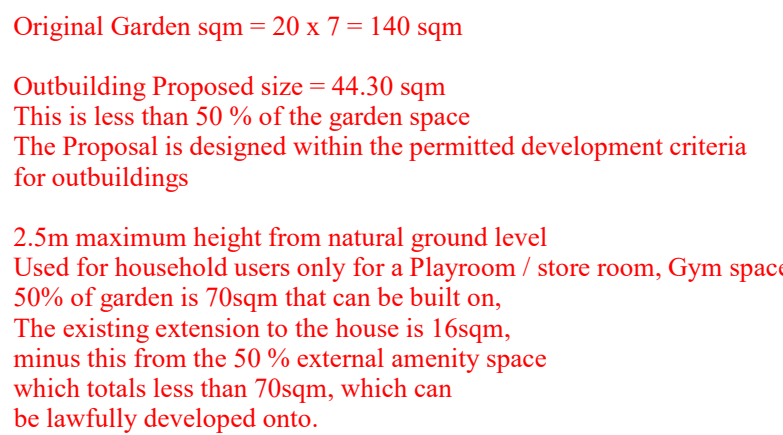 Original Garden sqm = 20 x 7 = 140 sqm
Outbuilding Proposed size = 44.30 sqm
This is less than 50 % of the garden space
The Proposal is designed within the permitted development criteria
for outbuildings
2.5m maximum height from natural ground level
Used for household users only for a Playroom / store room, Gym space
50% of garden is 70sqm that can be built on,
The existing extension to the house is 16sqm,
minus this from the 50 % external amenity space
which totals less than 70sqm, which can
be lawfully developed onto.